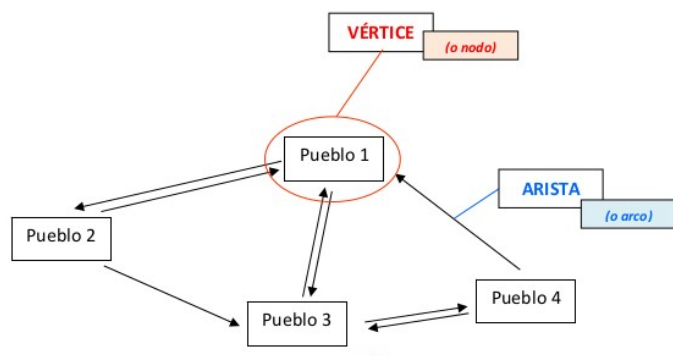 VÉRTICE
(o nodo)
Pueblo 1
ARISTA
(o arco)
Pueblo 2
Pueblo 4
Pueblo 3